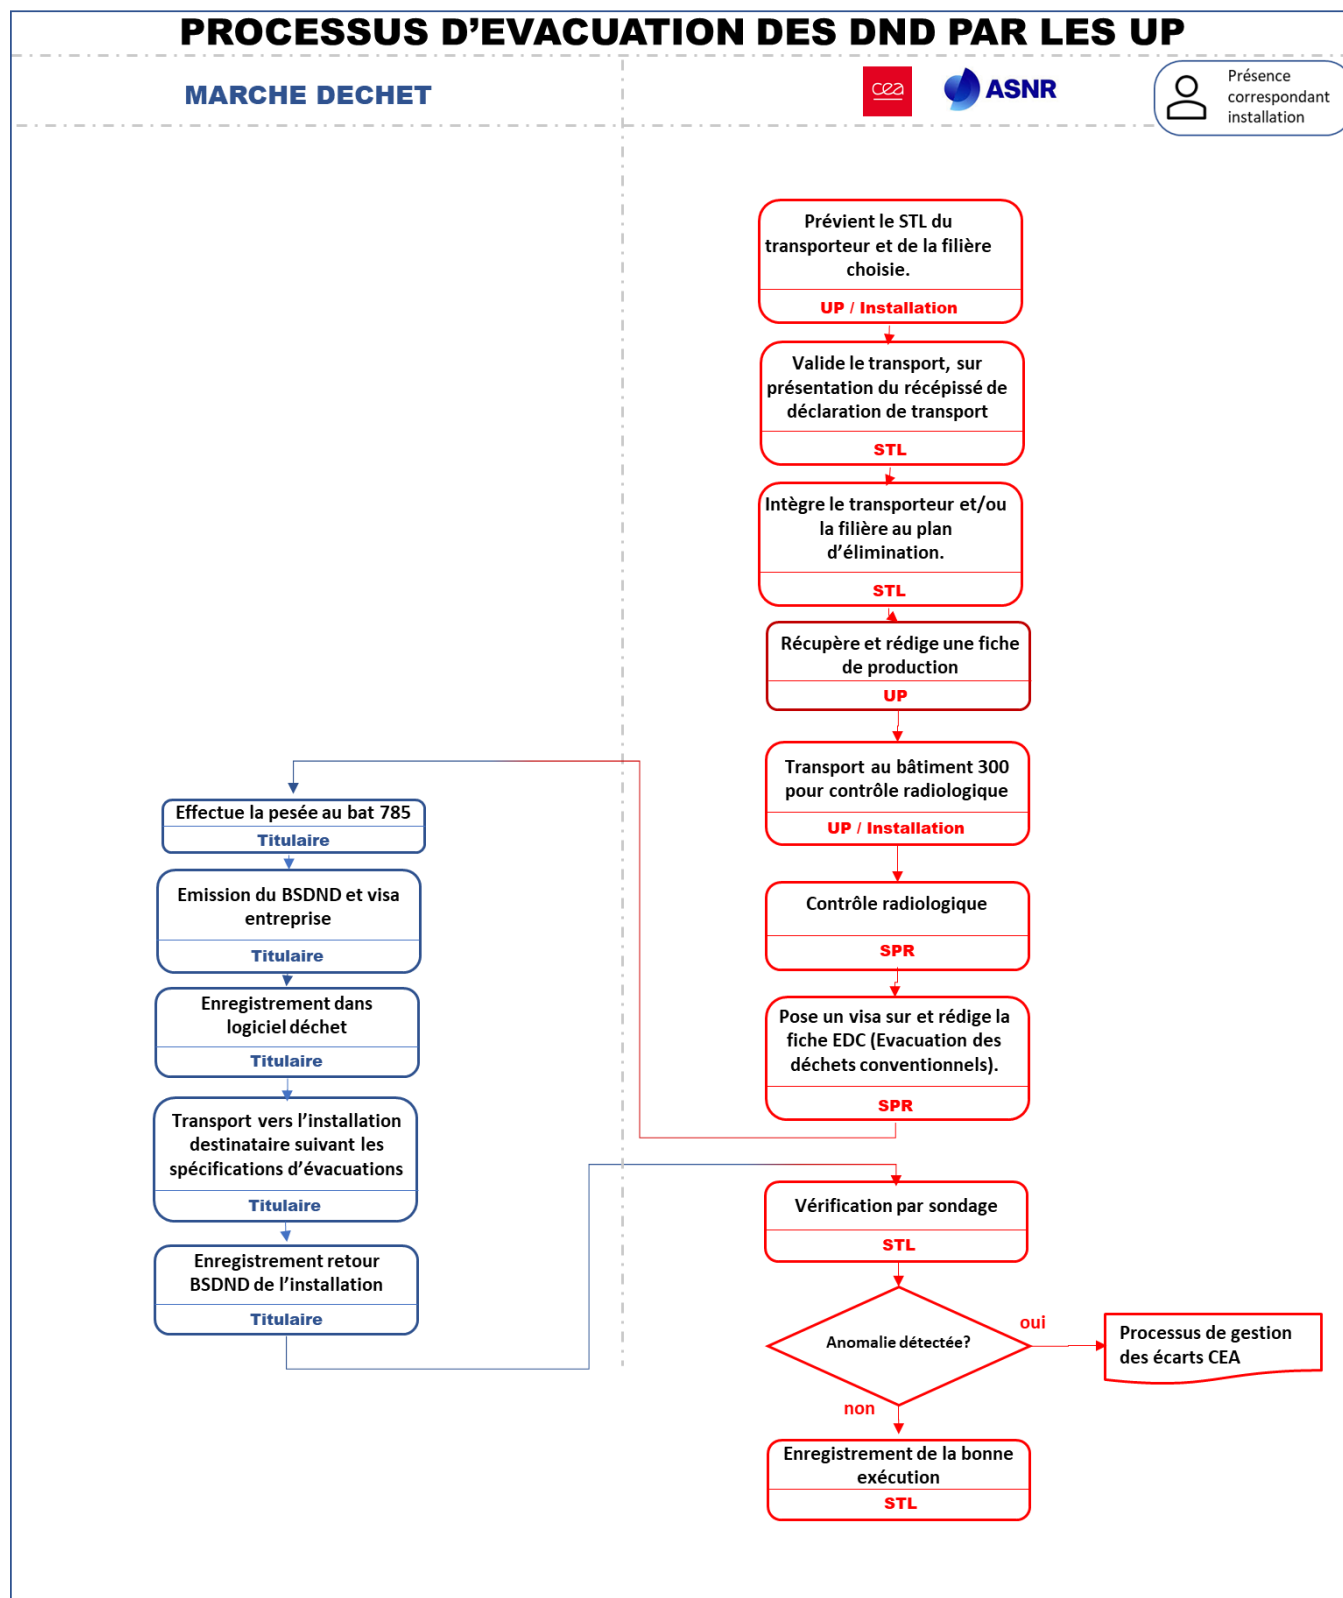 PROCESSUS D’EVACUATION DES DND PAR LES UP
MARCHE DECHET
cea
ASNR
Présence
correspondant
installation
Prévient le STL du
transporteur et de la filière
choisie.
UP / Installation
Valide le transport, sur
présentation du récépissé de
déclaration de transport
STL
Intègre le transporteur et/ou
la filière au plan
d’élimination.
STL
Récupère et rédige une fiche
de production
UP
Transport au bâtiment 300
pour contrôle radiologique
UP / Installation
Contrôle radiologique
SPR
Pose un visa sur et rédige la
fiche EDC (Evacuation des
déchets conventionnels).
SPR
Effectue la pesée au bat 785
Titulaire
Emission du BSDND et visa
entreprise
Titulaire
Enregistrement dans
logiciel déchet
Titulaire
Transport vers l’installation
destinataire suivant les
spécifications d’évacuations
Titulaire
Enregistrement retour
BSDND de l’installation
Titulaire
Vérification par sondage
STL
Anomalie détectée?
oui
Processus de gestion
des écarts CEA
non
Enregistrement de la bonne
exécution
STL